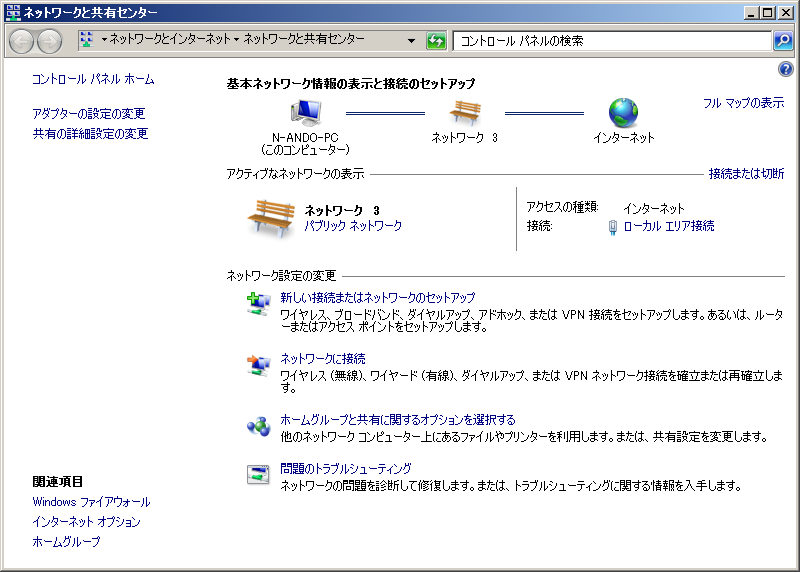 ネットワークと共有センター
ネットワークとインターネット ネットワークと共有センター
コントロール パネルの検索
コントロール パネル ホーム
アダプターの設定の変更
共有の詳細設定の変更
基本ネットワーク情報の表示と接続のセットアップ
フル マップの表示
N-ANDO-PC
(このコンピューター)
ネットワーク 3
インターネット
アクティブなネットワークの表示
接続または切断
ネットワーク 3
パブリック ネットワーク
アクセスの種類: インターネット
接続: ローカル エリア接続
ネットワーク設定の変更
新しい接続またはネットワークのセットアップ
ワイヤレス、ブロードバンド、ダイヤルアップ、アドホック、または VPN 接続をセットアップします。あるいは、ルータ
ーまたはアクセス ポイントをセットアップします。
ネットワークに接続
ワイヤレス (無線)、ワイヤード (有線)、ダイヤルアップ、または VPN ネットワーク接続を確立または再確立しま
す。
ホームグループと共有に関するオプションを選択する
他のネットワーク コンピューター上にあるファイルやプリンターを利用します。または、共有設定を変更します。
問題のトラブルシューティング
ネットワークの問題を診断して修復します。または、トラブルシューティングに関する情報を入手します。
関連項目
Windows ファイアウォール
インターネット オプション
ホームグループ